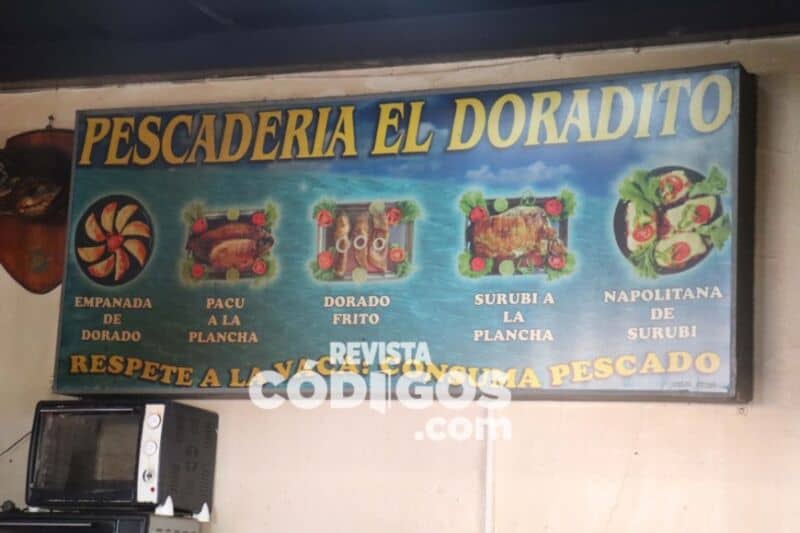 PESCADERIA EL DORADITO
EMPANADA
DE
DORADO
PACU
A LA
PLANCHA
DORADO
FRITO
SURUBI A
LA
PLANCHA
NAPOLITANA
DE
SURUBI
RESPETE A LA VACA: CONSUMA PESCADO
REVISTA
CÓDIGOS
.com